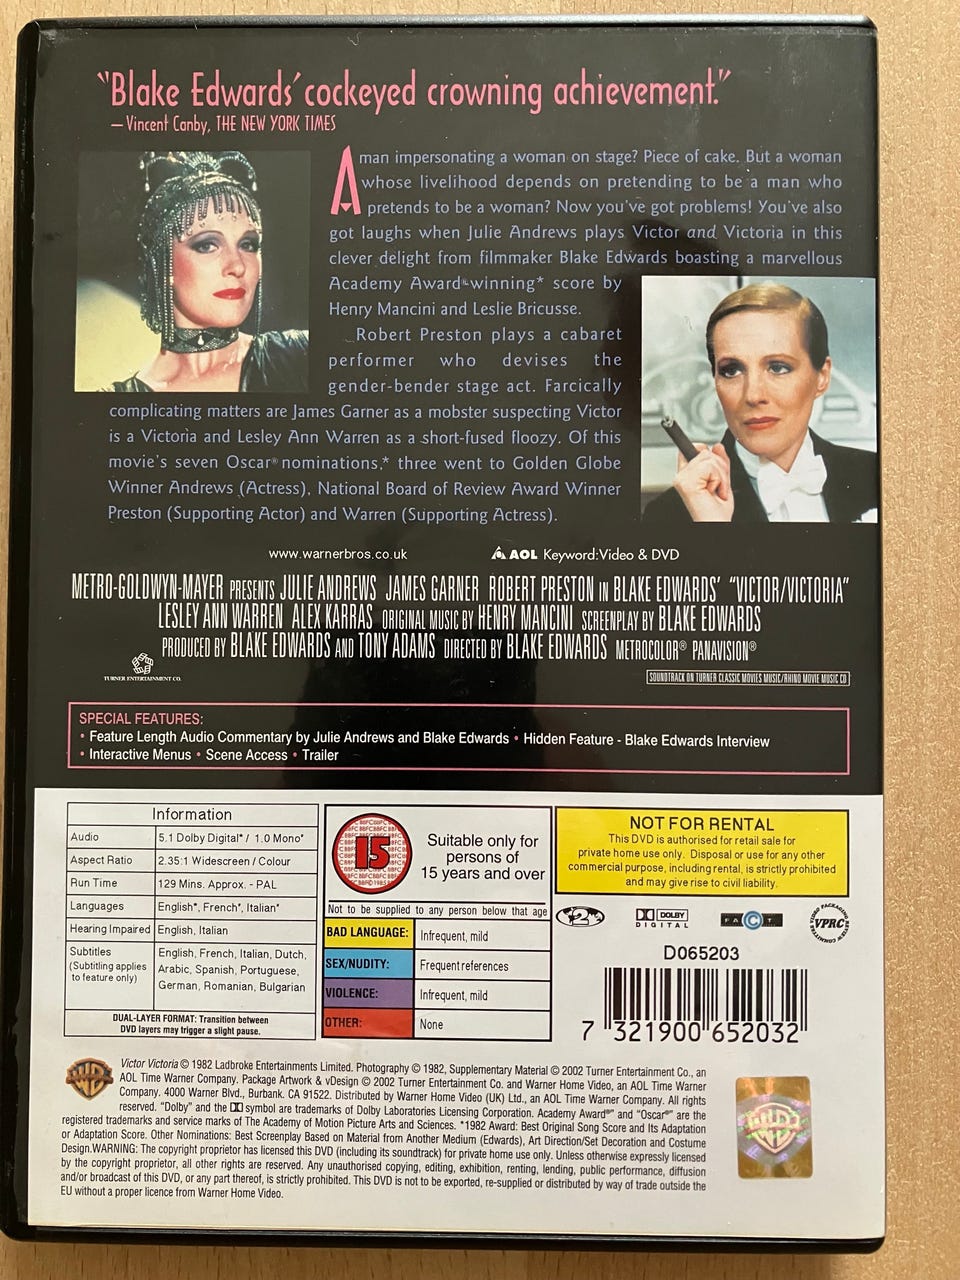 “Blake Edwards’ cockeyed crowning achievement.”
— Vincent Canby, THE NEW YORK TIMES
A man impersonating a woman on stage? Piece of cake. But a woman
whose livelihood depends on pretending to be a man who
pretends to be a woman? Now you've got problems! You've also
got laughs when Julie Andrews plays Victor and Victoria in this
clever delight from filmmaker Blake Edwards boasting a marvellous
Academy Award®-winning* score by
Henry Mancini and Leslie Bricusse.
Robert Preston plays a cabaret
performer who devises the
gender-bender stage act. Farcically
complicating matters are James Garner as a mobster suspecting Victor
is a Victoria and Lesley Ann Warren as a short-fused floozy. Of this
movie's seven Oscar® nominations,* three went to Golden Globe
Winner Andrews (Actress), National Board of Review Award Winner
Preston (Supporting Actor) and Warren (Supporting Actress).
www.warnerbros.co.uk AOL Keyword:Video & DVD
METRO-GOLDWYN-MAYER PRESENTS JULIE ANDREWS JAMES GARNER ROBERT PRESTON IN BLAKE EDWARDS' “VICTOR/VICTORIA”
LESLEY ANN WARREN ALEX KARRAS ORIGINAL MUSIC BY HENRY MANCINI SCREENPLAY BY BLAKE EDWARDS
PRODUCED BY BLAKE EDWARDS AND TONY ADAMS DIRECTED BY BLAKE EDWARDS METROCOLOR® PANAVISION®
TURNER ENTERTAINMENT CO.
SOUNDTRACK ON TURNER CLASSIC MOVIES MUSIC/RHINO MOVIE MUSIC CD
SPECIAL FEATURES:
• Feature Length Audio Commentary by Julie Andrews and Blake Edwards • Hidden Feature - Blake Edwards Interview
• Interactive Menus • Scene Access • Trailer
Information
Audio 5.1 Dolby Digital* / 1.0 Mono*
Aspect Ratio 2.35:1 Widescreen / Colour
Run Time 129 Mins. Approx. - PAL
Languages English*, French*, Italian*
Hearing Impaired English, Italian
Subtitles
(Subtitling applies
to feature only)
English, French, Italian, Dutch,
Arabic, Spanish, Portuguese,
German, Romanian, Bulgarian
DUAL-LAYER FORMAT: Transition between
DVD layers may trigger a slight pause.
15
Suitable only for
persons of
15 years and over
Not to be supplied to any person below that age
BAD LANGUAGE: Infrequent, mild
SEX/NUDITY: Frequent references
VIOLENCE: Infrequent, mild
OTHER: None
NOT FOR RENTAL
This DVD is authorised for retail sale for
private home use only. Disposal or use for any other
commercial purpose, including rental, is strictly prohibited
and may give rise to civil liability.
2
DOLBY
DIGITAL
FACT
VIDEO PACKAGING REVIEW COMMITTEE
VPRC
D065203
7 321900 652032
WB
Victor Victoria © 1982 Ladbroke Entertainments Limited. Photography © 1982, Supplementary Material © 2002 Turner Entertainment Co., an
AOL Time Warner Company. Package Artwork & vDesign © 2002 Turner Entertainment Co. and Warner Home Video, an AOL Time Warner
Company. 4000 Warner Blvd., Burbank. CA 91522. Distributed by Warner Home Video (UK) Ltd., an AOL Time Warner Company. All rights
reserved. “Dolby” and the DD symbol are trademarks of Dolby Laboratories Licensing Corporation. Academy Award®” and “Oscar®” are the
registered trademarks and service marks of The Academy of Motion Picture Arts and Sciences. *1982 Award: Best Original Song Score and Its Adaptation
or Adaptation Score. Other Nominations: Best Screenplay Based on Material from Another Medium (Edwards), Art Direction/Set Decoration and Costume
Design.WARNING: The copyright proprietor has licensed this DVD (including its soundtrack) for private home use only. Unless otherwise expressly licensed
by the copyright proprietor, all other rights are reserved. Any unauthorised copying, editing, exhibition, renting, lending, public performance, diffusion
and/or broadcast of this DVD, or any part thereof, is strictly prohibited. This DVD is not to be exported, re-supplied or distributed by way of trade outside the
EU without a proper licence from Warner Home Video.
WB